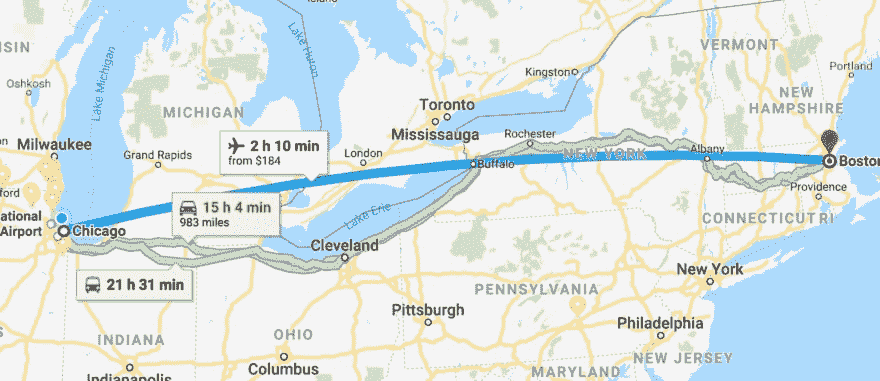 ISIN
Oshkosh
Lake Michigan
Lake Huron
MICHIGAN
Milwaukee
Grand Rapids
Toronto
Mississauga
Kingston
VERMONT
Portland
NEW
HAMPSHIRE
2 h 10 min
from $184
London
Rochester
Buffalo
NEW YORK
Albany
Boston
Providence
ford
15 h 4 min
983 miles
Lake Erie
CONNECTICUT
RI
national
Airport
Chicago
Cleveland
21 h 31 min
New York
PENNSYLVANIA
Pittsburgh
Philadelphia
INDIANA
OHIO
Columbus
NEW JERSEY
MARYLAND
Indianapolis